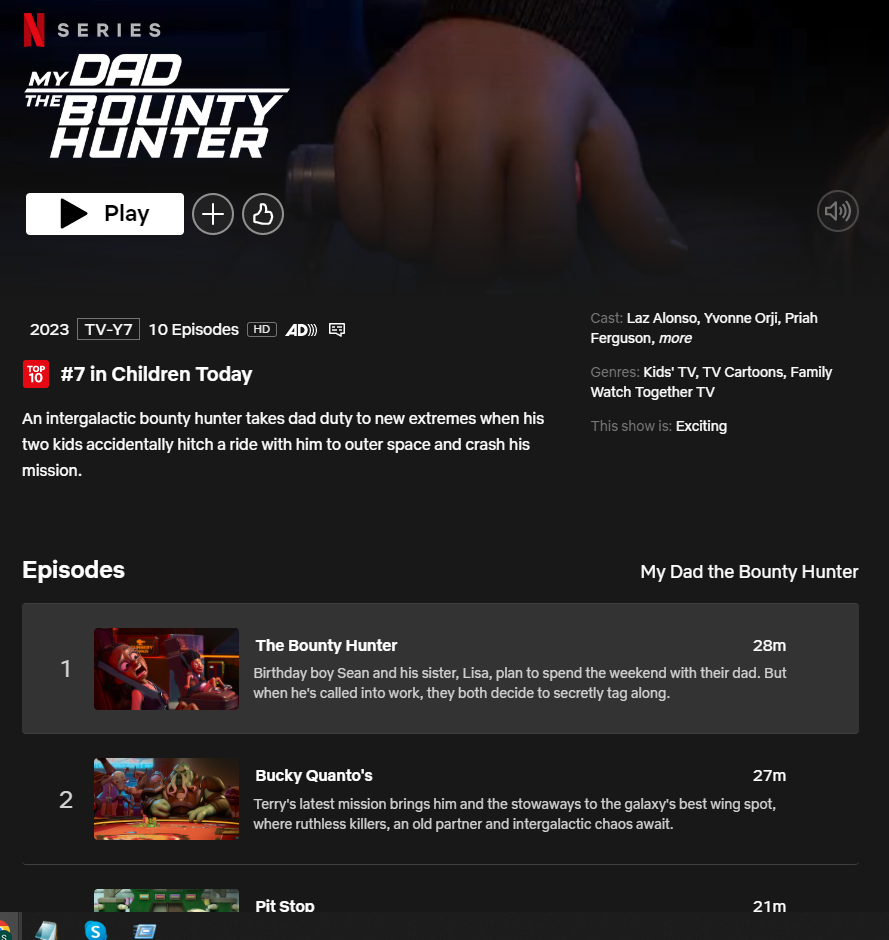 N SERIES
MY DAD
THE BOUNTY
HUNTER
Play
2023 TV-Y7 10 Episodes HD AD
TOP 10 #7 in Children Today
An intergalactic bounty hunter takes dad duty to new extremes when his
two kids accidentally hitch a ride with him to outer space and crash his
mission.
Cast: Laz Alonso, Yvonne Orji, Priah
Ferguson, more
Genres: Kids' TV, TV Cartoons, Family
Watch Together TV
This show is: Exciting
Episodes
My Dad the Bounty Hunter
1
The Bounty Hunter 28m
Birthday boy Sean and his sister, Lisa, plan to spend the weekend with their dad. But
when he's called into work, they both decide to secretly tag along.
2
Bucky Quanto's 27m
Terry's latest mission brings him and the stowaways to the galaxy's best wing spot,
where ruthless killers, an old partner and intergalactic chaos await.
Pit Stop 21m
S
S